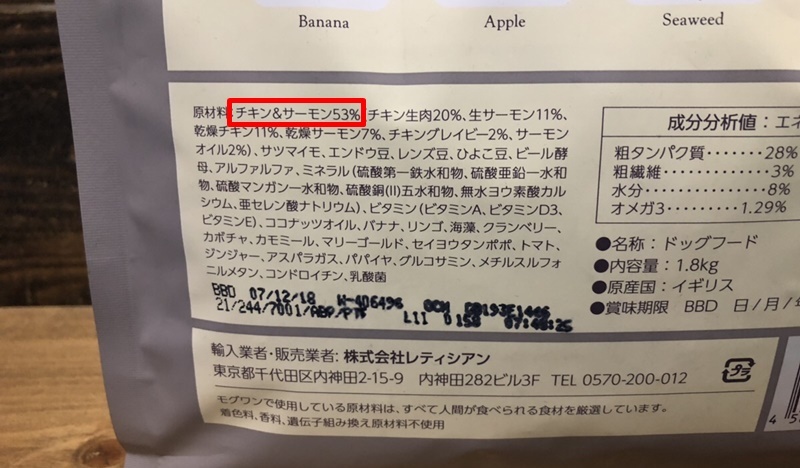 Banana
Apple
Seaweed
原材料:チキン&サーモン53%(チキン生肉20%、生サーモン11%、
乾燥チキン11%、乾燥サーモン7%、チキングレイビー2%、サーモン
オイル2%)、サツマイモ、エンドウ豆、レンズ豆、ひよこ豆、ビール酵
母、アルファルファ、ミネラル(硫酸第一鉄水和物、硫酸亜鉛一水和
物、硫酸マンガン一水和物、硫酸銅(II)五水和物、無水ヨウ素酸カル
シウム、亜セレン酸ナトリウム)、ビタミン(ビタミンA、ビタミンD3、
ビタミンE)、ココナッツオイル、バナナ、リンゴ、海藻、クランベリー、
カボチャ、カモミール、マリーゴールド、セイヨウタンポポ、トマト、
ジンジャー、アスパラガス、パパイヤ、グルコサミン、メチルスルフォ
ニルメタン、コンドロイチン、乳酸菌
BBD 07/12/18 W-406496
21/244/7001/ABP/PTF L11 0158 07:48:25
成分分析値:エネ
粗タンパク質・・・・・・・28%
粗繊維・・・・・・・・・・・・3%
水分・・・・・・・・・・・・・8%
オメガ3・・・・・・・・・1.29%
●名称:ドッグフード
●内容量:1.8kg
●原産国:イギリス
●賞味期限 BBD 日/月/年
輸入業者・販売業者:株式会社レティシアン
東京都千代田区内神田2-15-9 内神田282ビル3F TEL 0570-200-012
プラ
モグワンで使用している原材料は、すべて人間が食べられる食材を厳選しています。
着色料、香料、遺伝子組み換え原材料不使用